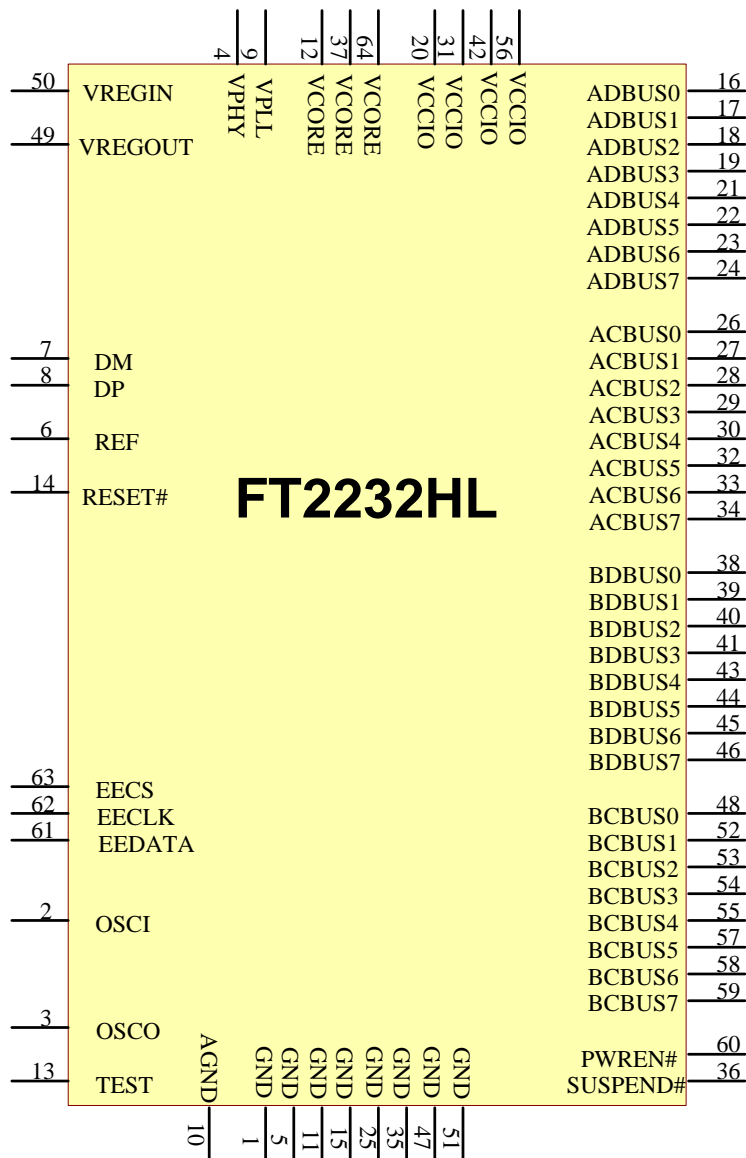 4 9 12 37 64 20 31 42 56
VPHY VPLL VCORE VCORE VCORE VCCIO VCCIO VCCIO VCCIO
50 VREGIN
49 VREGOUT
7 DM
8 DP
6 REF
14 RESET#
FT2232HL
63 EECS
62 EECLK
61 EEDATA
2 OSCI
3 OSCO
13 TEST
ADBUS0 16
ADBUS1 17
ADBUS2 18
ADBUS3 19
ADBUS4 21
ADBUS5 22
ADBUS6 23
ADBUS7 24
ACBUS0 26
ACBUS1 27
ACBUS2 28
ACBUS3 29
ACBUS4 30
ACBUS5 32
ACBUS6 33
ACBUS7 34
BDBUS0 38
BDBUS1 39
BDBUS2 40
BDBUS3 41
BDBUS4 43
BDBUS5 44
BDBUS6 45
BDBUS7 46
BCBUS0 48
BCBUS1 52
BCBUS2 53
BCBUS3 54
BCBUS4 55
BCBUS5 57
BCBUS6 58
BCBUS7 59
PWREN# 60
SUSPEND# 36
AGND GND GND GND GND GND GND GND GND
10 1 5 11 15 25 35 47 51